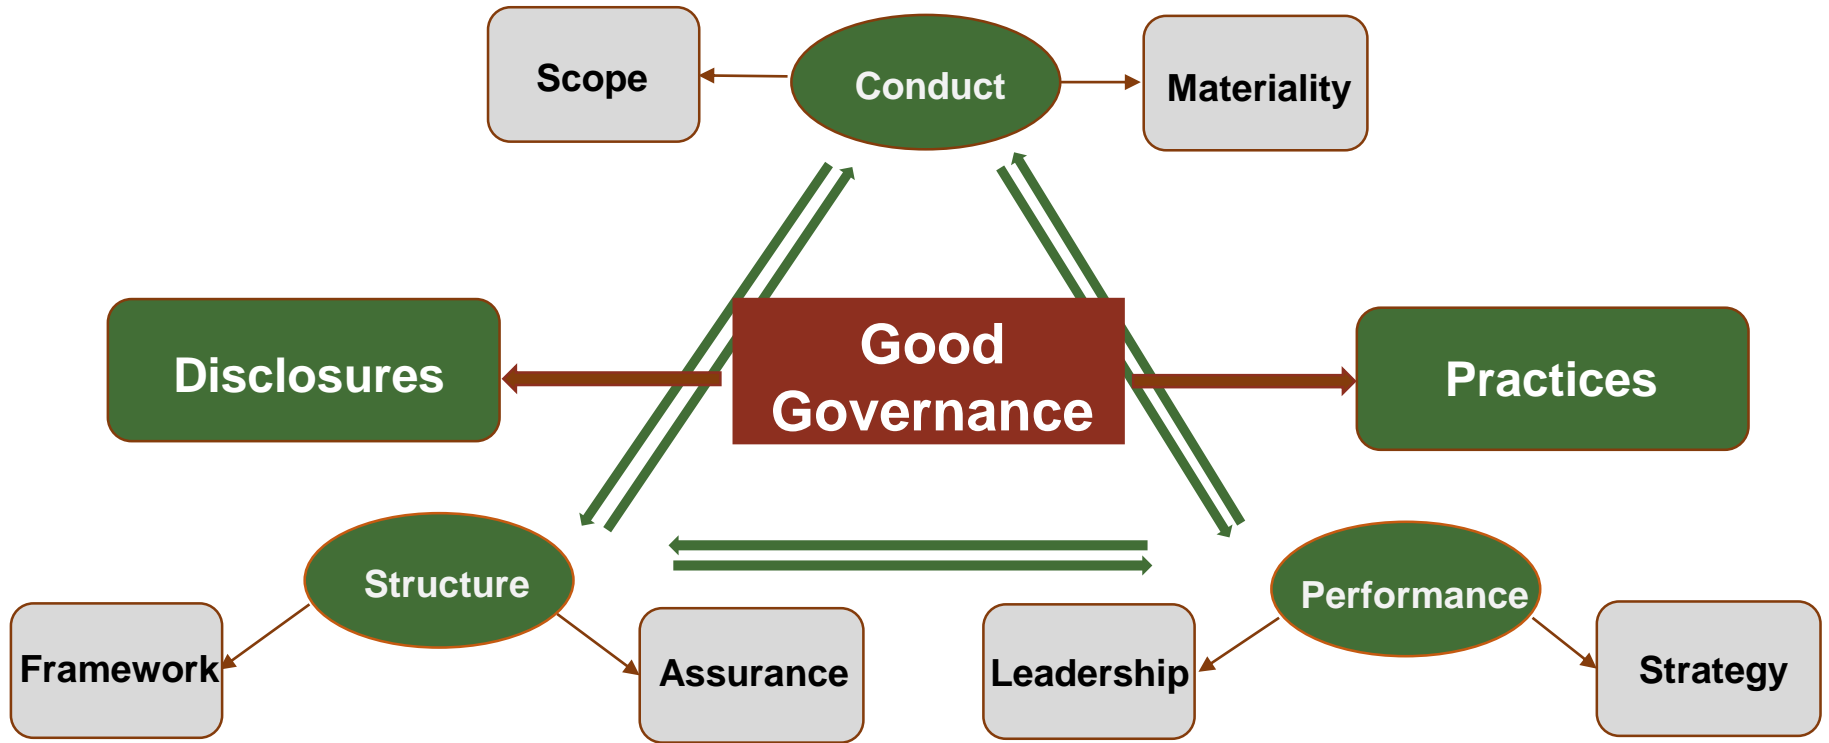 Scope
Conduct
Materiality
Disclosures
Good
Governance
Practices
Structure
Performance
Framework
Assurance
Leadership
Strategy